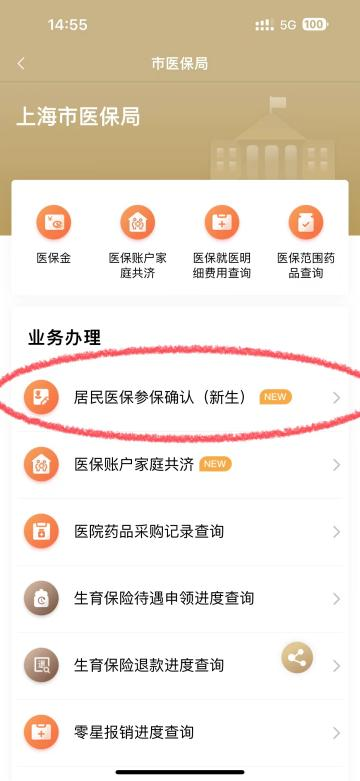 14:55
5G
100
市医保局
上海市医保局
医保金
医保账户家
庭共济
医保就医明
细费用查询
医保范围药
品查询
业务办理
居民医保参保确认（新生） NEW
医保账户家庭共济 NEW
医院药品采购记录查询
生育保险待遇申领进度查询
生育保险退款进度查询
零星报销进度查询